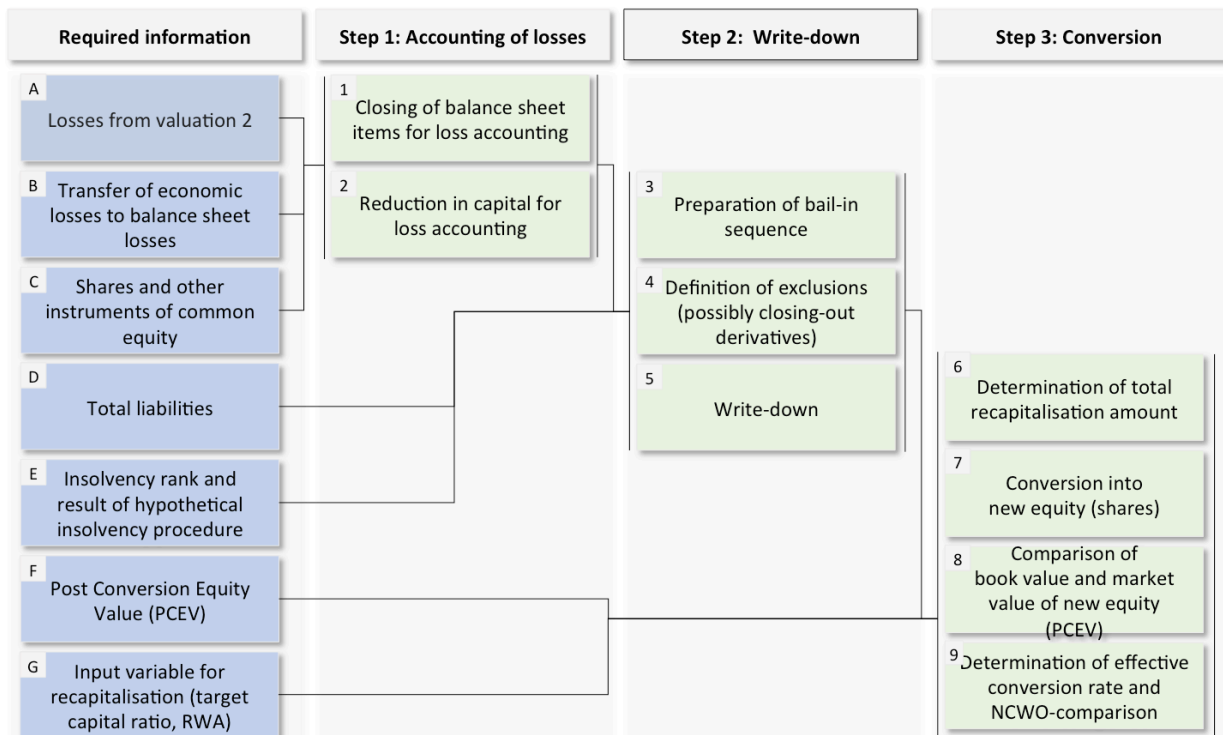 Required information
Step 1: Accounting of losses
Step 2: Write-down
Step 3: Conversion
A
Losses from valuation 2
B
Transfer of economic
losses to balance sheet
losses
C
Shares and other
instruments of common
equity
D
Total liabilities
E
Insolvency rank and
result of hypothetical
insolvency procedure
F
Post Conversion Equity
Value (PCEV)
G
Input variable for
recapitalisation (target
capital ratio, RWA)
1
Closing of balance sheet
items for loss accounting
2
Reduction in capital for
loss accounting
3
Preparation of bail-in
sequence
4
Definition of exclusions
(possibly closing-out
derivatives)
5
Write-down
6
Determination of total
recapitalisation amount
7
Conversion into
new equity (shares)
8
Comparison of
book value and market
value of new equity
(PCEV)
9
Determination of effective
conversion rate and
NCWO-comparison